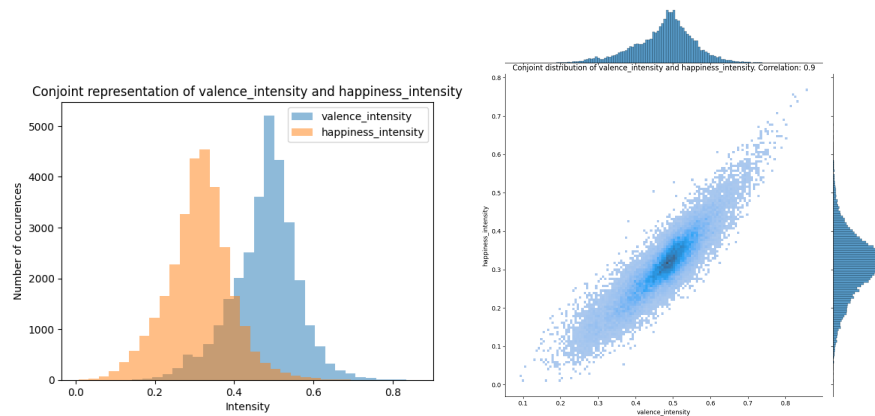 Conjoint representation of valence_intensity and happiness_intensity
valence_intensity
happiness_intensity
Number of occurences
5000
4000
3000
2000
1000
0
0.0 0.2 0.4 0.6 0.8
Intensity
Conjoint distribution of valence_intensity and happiness_intensity. Correlation: 0.9
happiness_intensity
0.8
0.7
0.6
0.5
0.4
0.3
0.2
0.1
0.0
0.1 0.2 0.3 0.4 0.5 0.6 0.7 0.8
valence_intensity